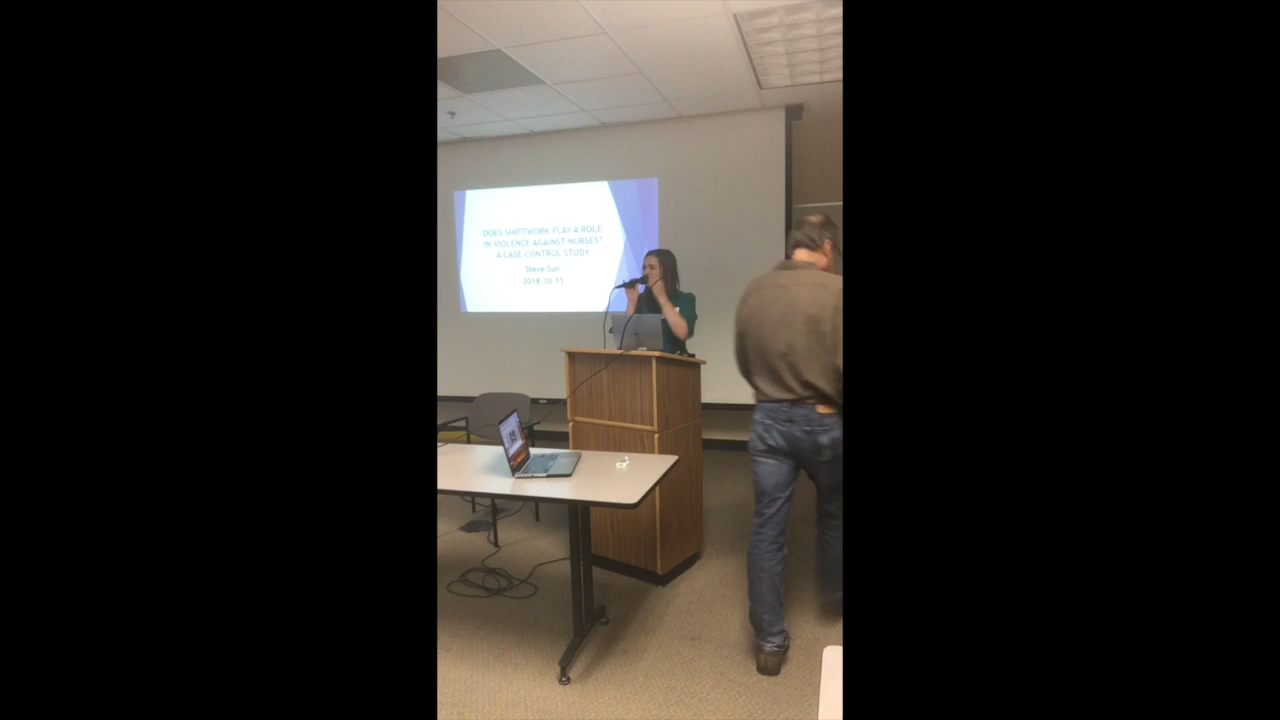 DOES SHIFTWORK PLAY A ROLE
IN VIOLENCE AGAINST NURSES?
A CASE-CONTROL STUDY
Steve Sun
2018.10.11